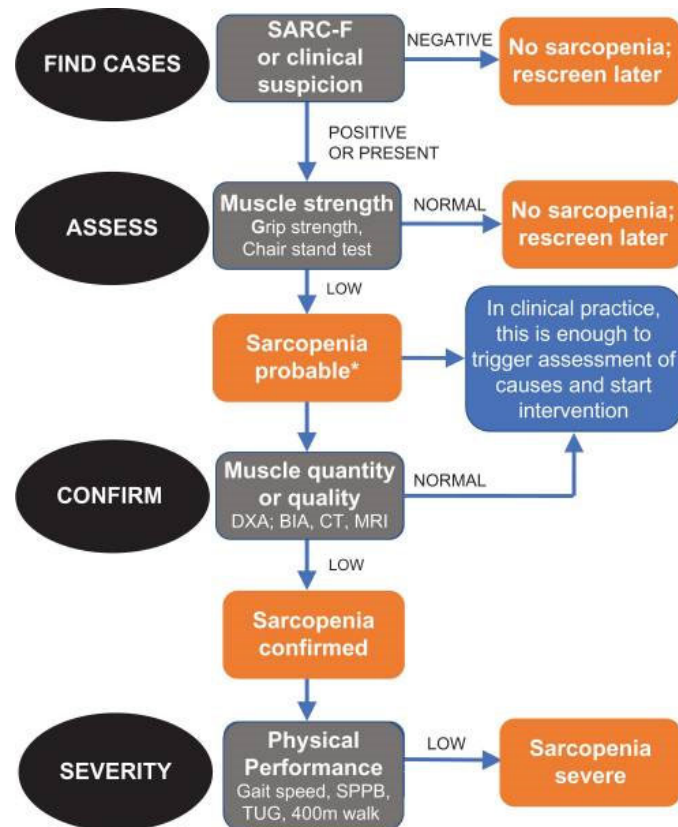 FIND CASES
SARC-F
or clinical
suspicion
NEGATIVE
No sarcopenia;
rescreen later
POSITIVE
OR PRESENT
ASSESS
Muscle strength
Grip strength,
Chair stand test
NORMAL
No sarcopenia;
rescreen later
LOW
Sarcopenia
probable*
In clinical practice,
this is enough to
trigger assessment of
causes and start
intervention
CONFIRM
Muscle quantity
or quality
DXA; BIA, CT, MRI
NORMAL
LOW
Sarcopenia
confirmed
SEVERITY
Physical
Performance
Gait speed, SPPB,
TUG, 400m walk
LOW
Sarcopenia
severe